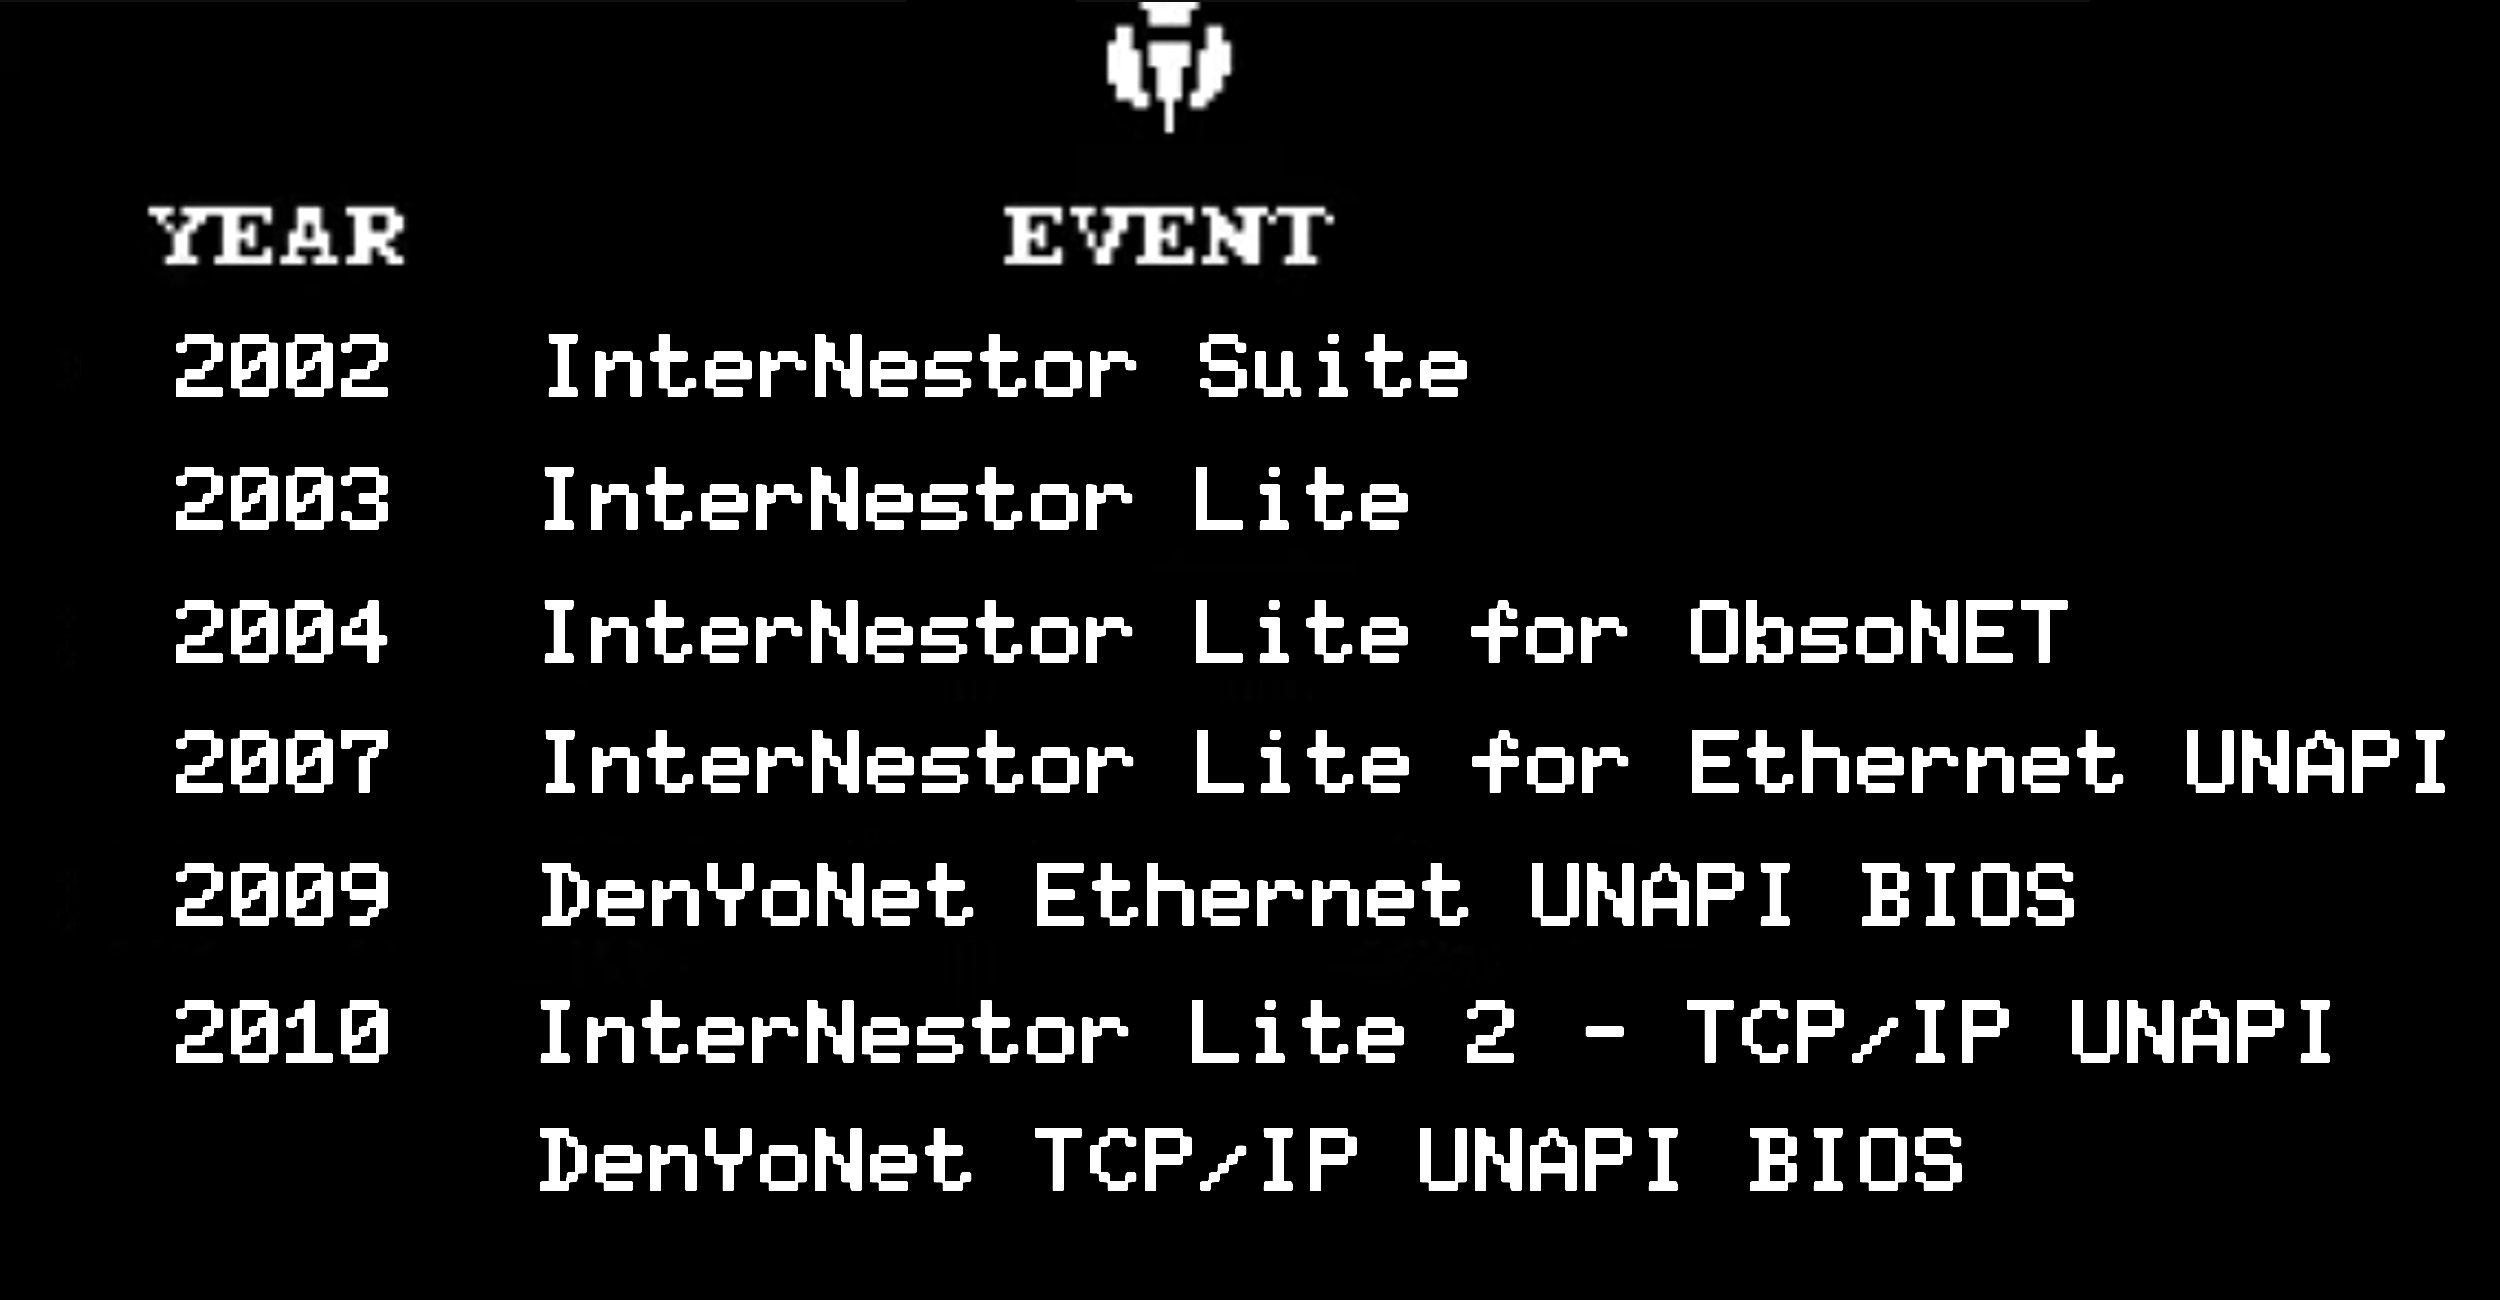 YEAR EVENT
2002 InterNestor Suite
2003 InterNestor Lite
2004 InterNestor Lite for ObsoNET
2007 InterNestor Lite for Ethernet UNAPI
2009 DenYoNet Ethernet UNAPI BIOS
2010 InterNestor Lite 2 - TCP/IP UNAPI
DenYoNet TCP/IP UNAPI BIOS